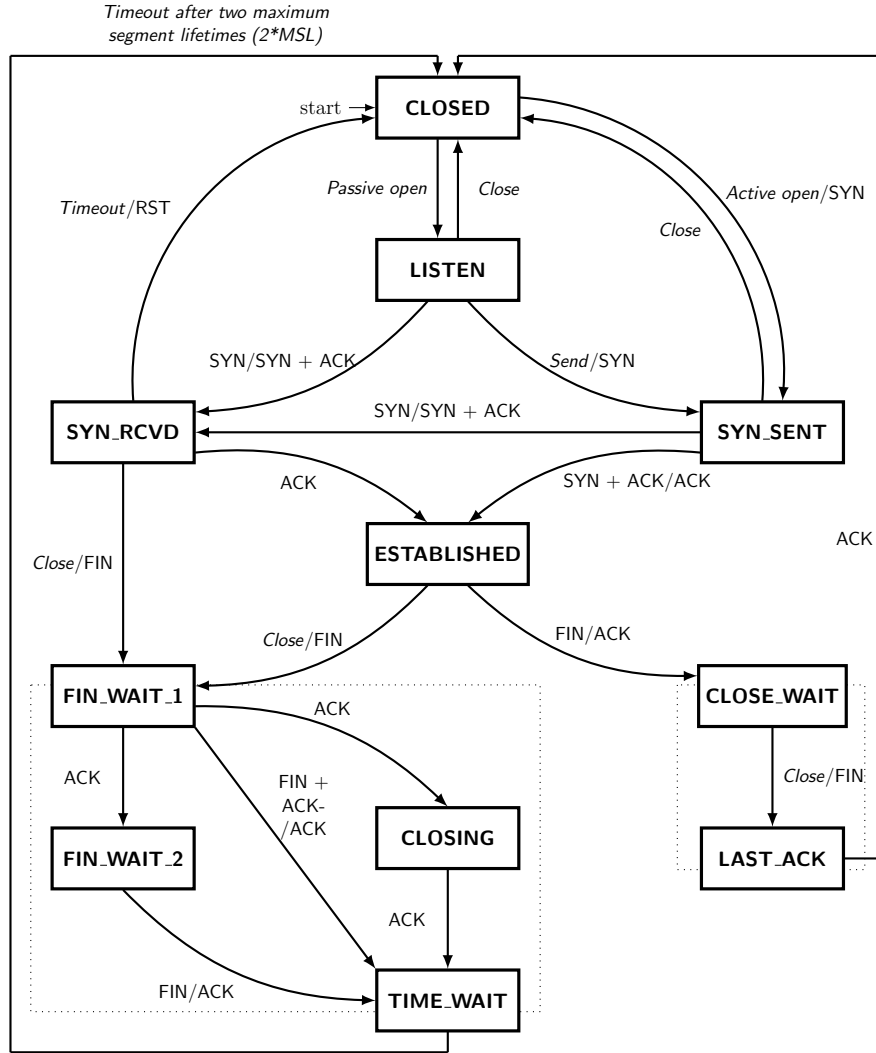 Timeout after two maximum
segment lifetimes (2*MSL)
start
CLOSED
Timeout/RST
Passive open
Close
Active open/SYN
Close
LISTEN
SYN/SYN + ACK
Send/SYN
SYN_RCVD
SYN/SYN + ACK
SYN_SENT
ACK
SYN + ACK/ACK
ESTABLISHED
ACK
Close/FIN
Close/FIN
FIN/ACK
FIN_WAIT_1
CLOSE_WAIT
ACK
ACK
FIN +
ACK-
/ACK
Close/FIN
CLOSING
FIN_WAIT_2
LAST_ACK
ACK
FIN/ACK
TIME_WAIT